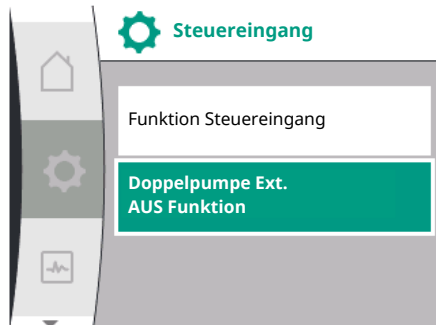 Steuereingang
Funktion Steuereingang
Doppelpumpe Ext.
AUS Funktion